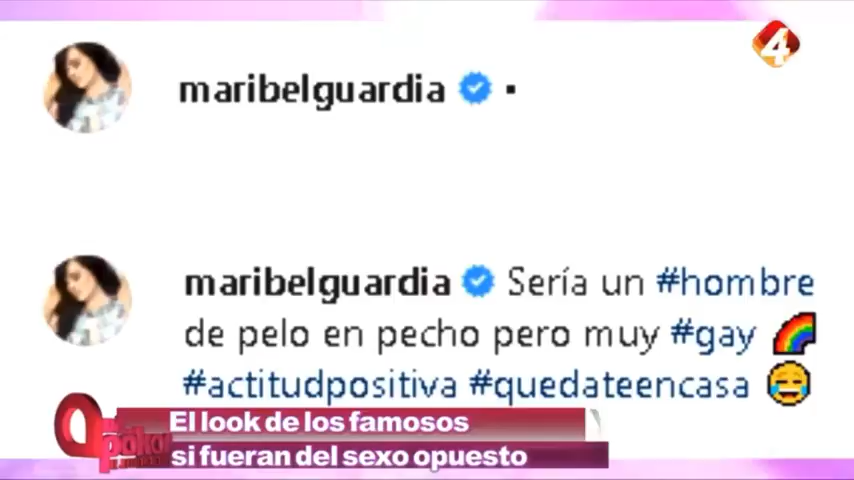 4
maribelguardia
maribelguardia Sería un #hombre
de pelo en pecho pero muy #gay
#actitudpositiva #quedateencasa
El look de los famosos
si fueran del sexo opuesto